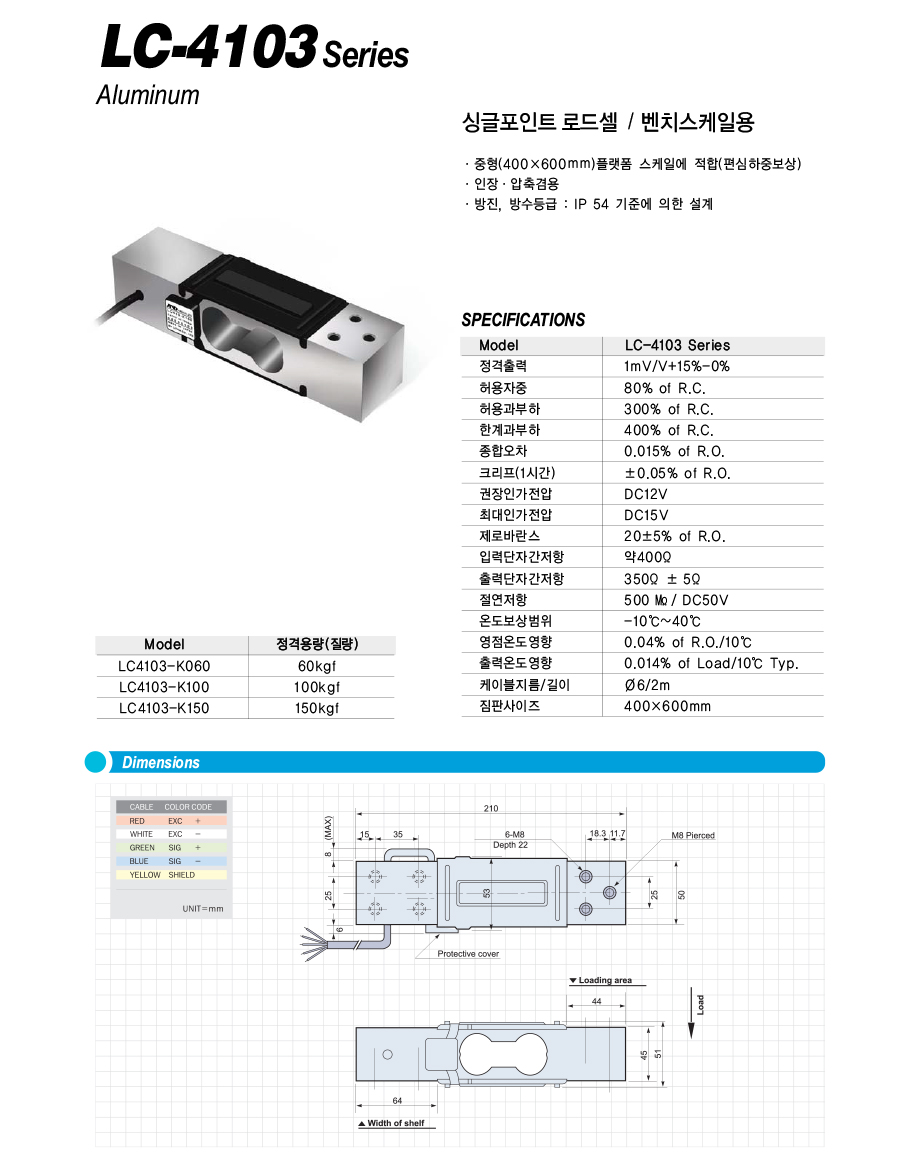 LC-4103 Series
Aluminum
싱글포인트 로드셀 / 벤치스케일용
· 중형(400×600mm)플랫폼 스케일에 적합(편심하중보상)
· 인장 · 압축겸용
· 방진, 방수등급 : IP 54 기준에 의한 설계
SPECIFICATIONS
Model LC-4103 Series
정격출력 1mV/V+15%-0%
허용자중 80% of R.C.
허용과부하 300% of R.C.
한계과부하 400% of R.C.
종합오차 0.015% of R.O.
크리프(1시간) ±0.05% of R.O.
권장인가전압 DC12V
최대인가전압 DC15V
제로바란스 20±5% of R.O.
입력단자간저항 약400Ω
출력단자간저항 350Ω ± 5Ω
절연저항 500 ㏁ / DC50V
온도보상범위 -10℃~40℃
영점온도영향 0.04% of R.O./10℃
출력온도영향 0.014% of Load/10℃ Typ.
케이블지름/길이 Ø6/2m
짐판사이즈 400×600mm
Model 정격용량(질량)
LC4103-K060 60kgf
LC4103-K100 100kgf
LC4103-K150 150kgf
Dimensions
CABLE COLOR CODE
RED EXC +
WHITE EXC -
GREEN SIG +
BLUE SIG -
YELLOW SHIELD
UNIT=mm
210
8 (MAX)
15 35 6-M8 18.3 11.7 M8 Pierced
Depth 22
25 53 25 50
6
Protective cover
▼ Loading area
44
Load
45 51
64
▲ Width of shelf